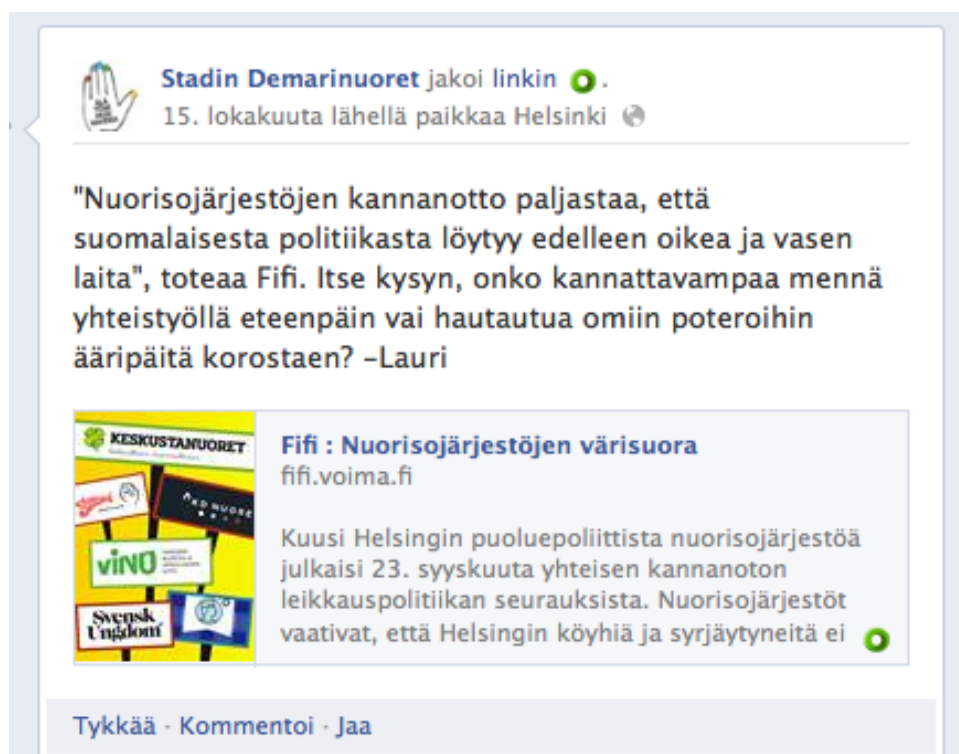 Stadin Demarinuoret jakoi linkin .
15. lokakuuta lähellä paikkaa Helsinki
"Nuorisojärjestöjen kannanotto paljastaa, että
suomalaisesta politiikasta löytyy edelleen oikea ja vasen
laita", toteaa Fifi. Itse kysyn, onko kannattavampaa mennä
yhteistyöllä eteenpäin vai hautautua omiin poteroihin
ääripäitä korostaen? –Lauri
KESKUSTANUORET
NUORET
viNO
Svensk
Ungdom
Fifi : Nuorisojärjestöjen värisuora
fifi.voima.fi
Kuusi Helsingin puoluepoliittista nuorisojärjestöä
julkaisi 23. syyskuuta yhteisen kannanoton
leikkauspolitiikan seurauksista. Nuorisojärjestöt
vaativat, että Helsingin köyhiä ja syrjäytyneitä ei
Tykkää · Kommentoi · Jaa